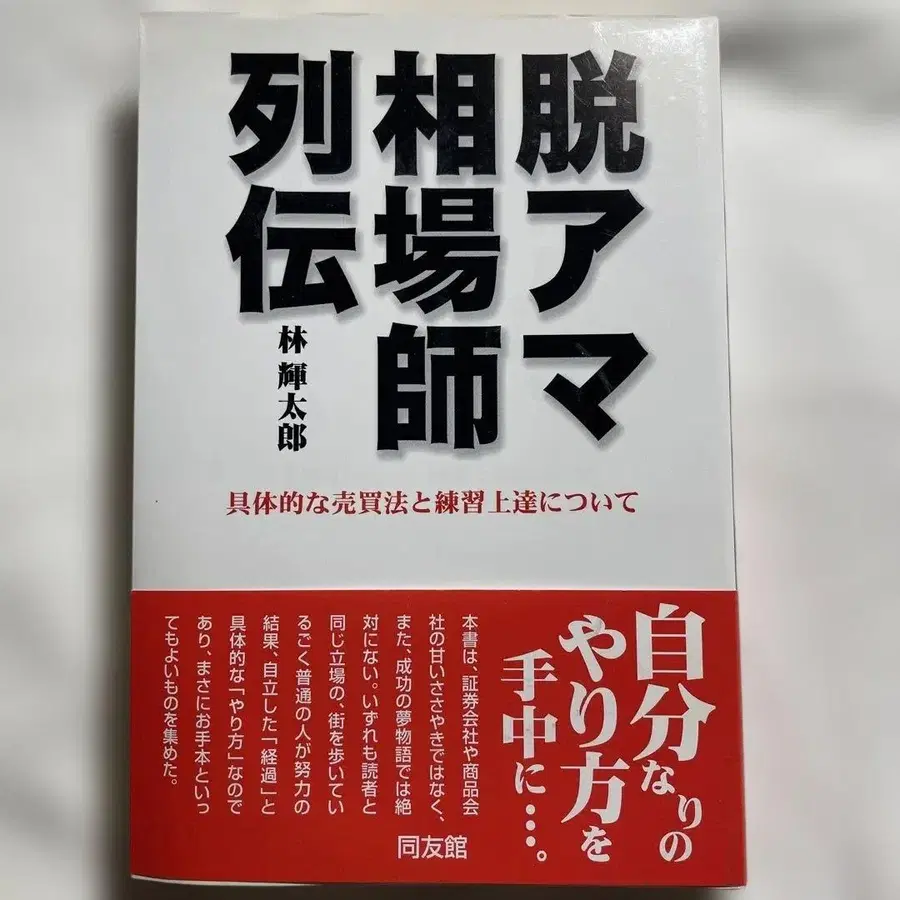 脱アマ
相場師
列伝
林 輝太郎
具体的な売買法と練習上達について
自分なりの
やり方を
手中に…。
本書は、証券会社や商品会
社の甘いささやきではなく、
また、成功の夢物語では絶
対にない。いずれも読者と
同じ立場の、街を歩いてい
るごく普通の人が努力の
結果、自立した「経過」と
具体的な「やり方」なので
あり、まさにお手本といっ
てもよいものを集めた。
同友館